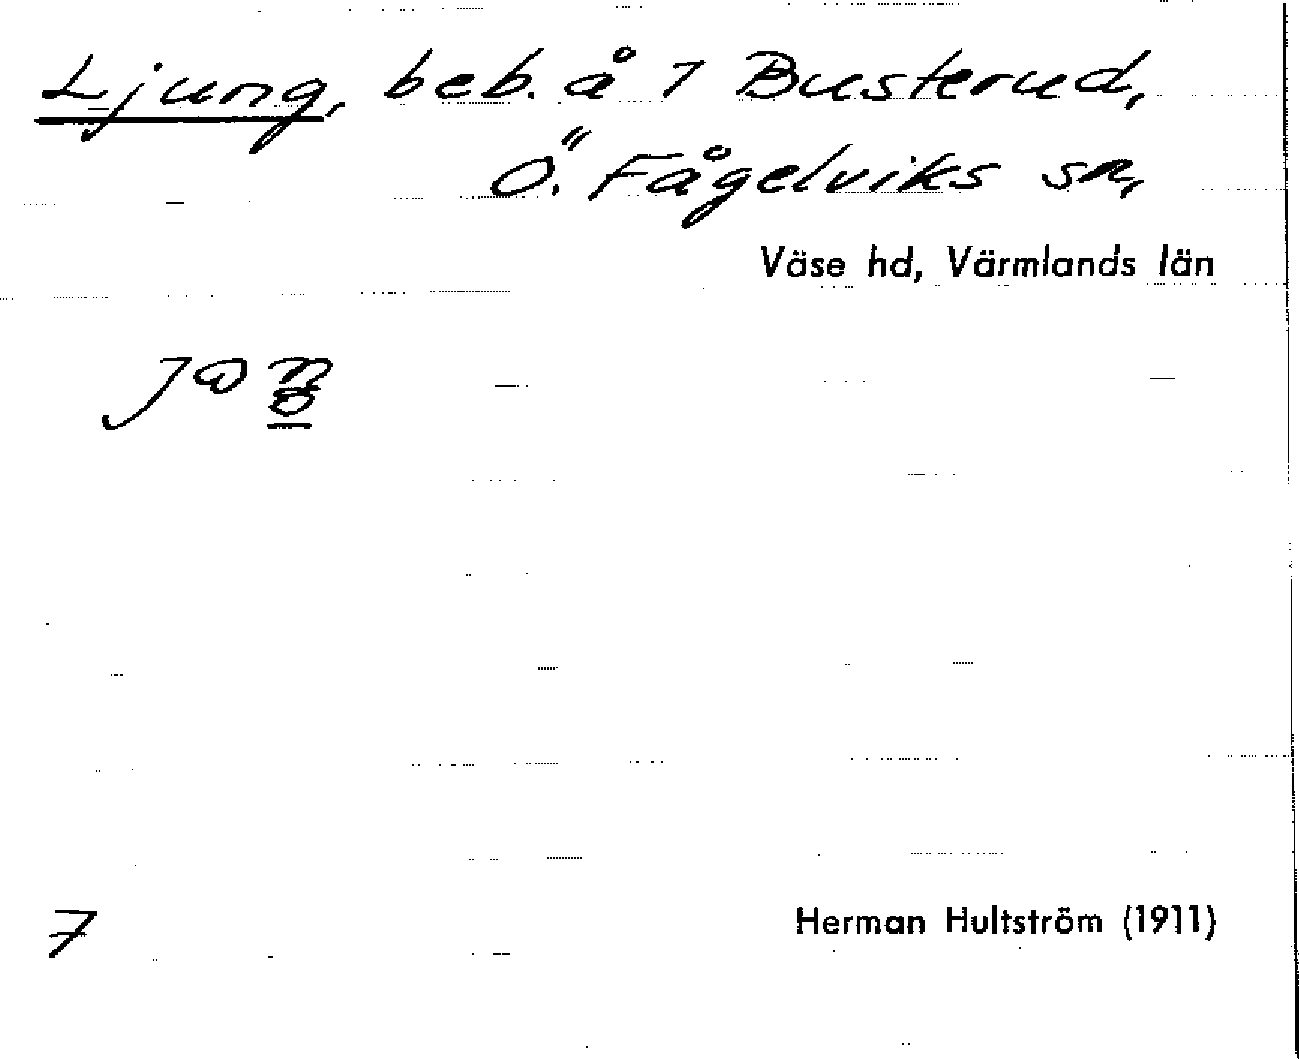 Ljung, beb. å 7 Busterud,
Ö. Fågelviks sn,
Väse hd, Värmlands län
7
Herman Hultström (1911)